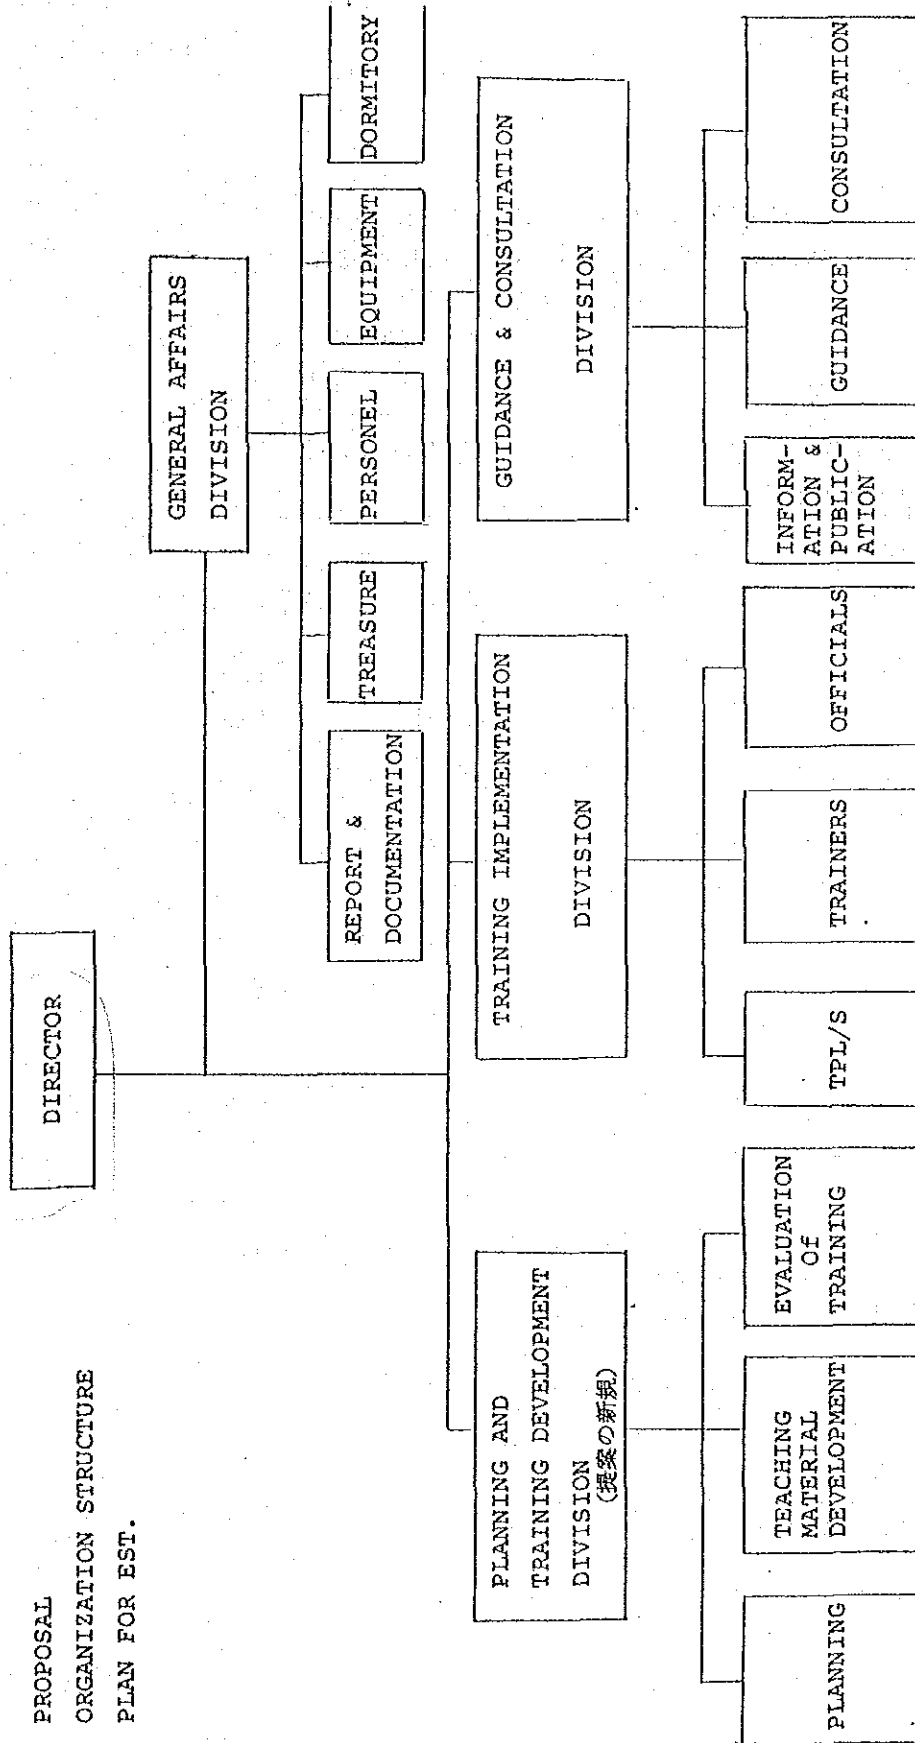 PROPOSAL
ORGANIZATION STRUCTURE
PLAN FOR EST.
DIRECTOR
GENERAL AFFAIRS
DIVISION
REPORT &
DOCUMENTATION
TREASURE
PERSONEL
EQUIPMENT
DORMITORY
PLANNING AND
TRAINING DEVELOPMENT
DIVISION
(提案の新規)
TRAINING IMPLEMENTATION
DIVISION
GUIDANCE & CONSULTATION
DIVISION
PLANNING
TEACHING
MATERIAL
DEVELOPMENT
EVALUATION
Of
TRAINING
TPL/S
TRAINERS
OFFICIALS
INFORM-
ATION &
PUBLIC-
ATION
GUIDANCE
CONSULTATION